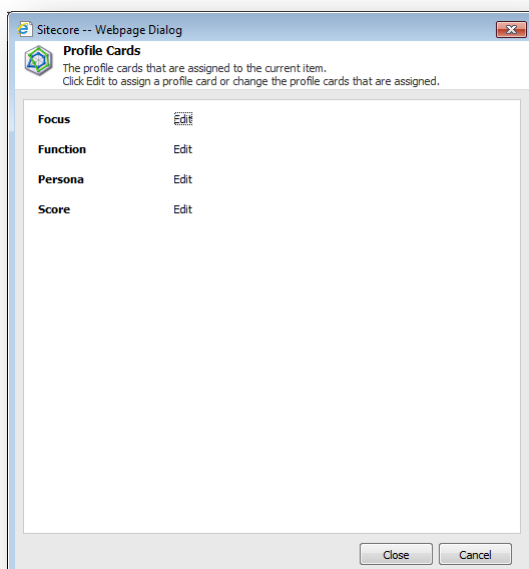 Sitecore -- Webpage Dialog
Profile Cards
The profile cards that are assigned to the current item.
Click Edit to assign a profile card or change the profile cards that are assigned.
Focus Edit
Function Edit
Persona Edit
Score Edit
Close Cancel